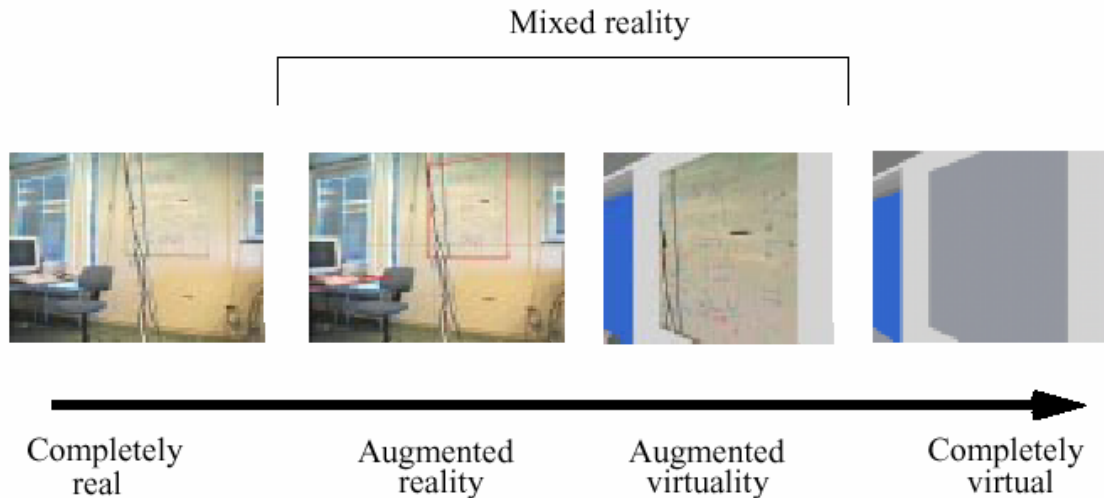 Mixed reality
Completely
real
Augmented
reality
Augmented
virtuality
Completely
virtual